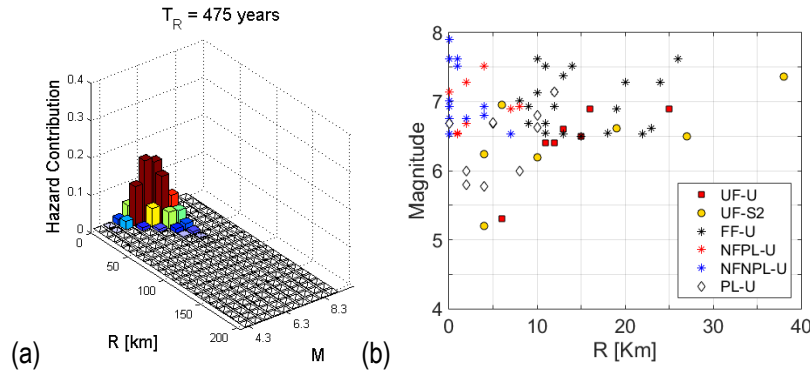 T_R = 475 years
Hazard Contribution
0.4
0.3
0.2
0.1
0
0
50
100
150
200
R [km]
4.3
6.3
8.3
M
(a)
8
7
6
5
4
Magnitude
0
10
20
30
40
R [Km]
UF-U
UF-S2
FF-U
NFPL-U
NFNPL-U
PL-U
(b)